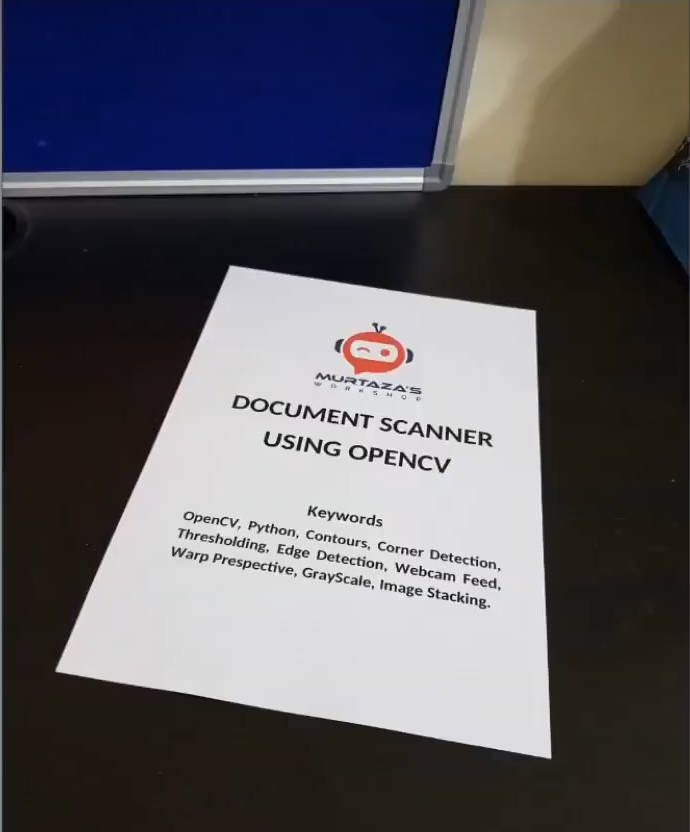 MURTAZA'S
WORKSHOP
DOCUMENT SCANNER
USING OPENCV
Keywords
OpenCV, Python, Contours, Corner Detection,
Thresholding, Edge Detection, Webcam Feed,
Warp Prespective, GrayScale, Image Stacking.